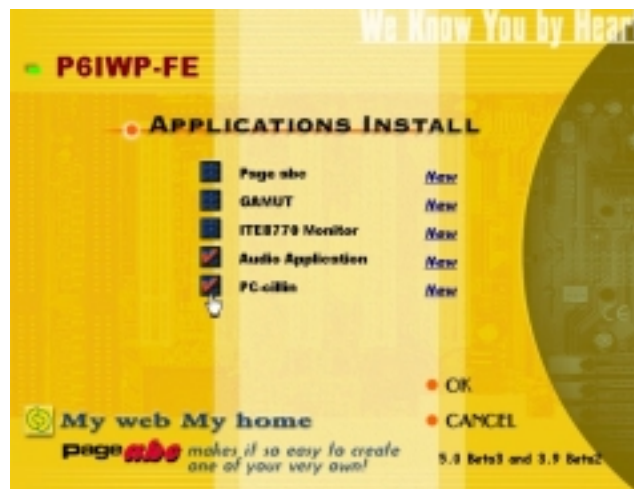 We Know You by Hear
P6IWP-FE
APPLICATIONS INSTALL
Page abc New
GAMUT New
ITE8770 Monitor New
Audio Application New
PC-cillin New
OK
My web My home
CANCEL
Page abc makes it so easy to create
one of your very own!
5.0 Beta3 and 3.9 Beta2